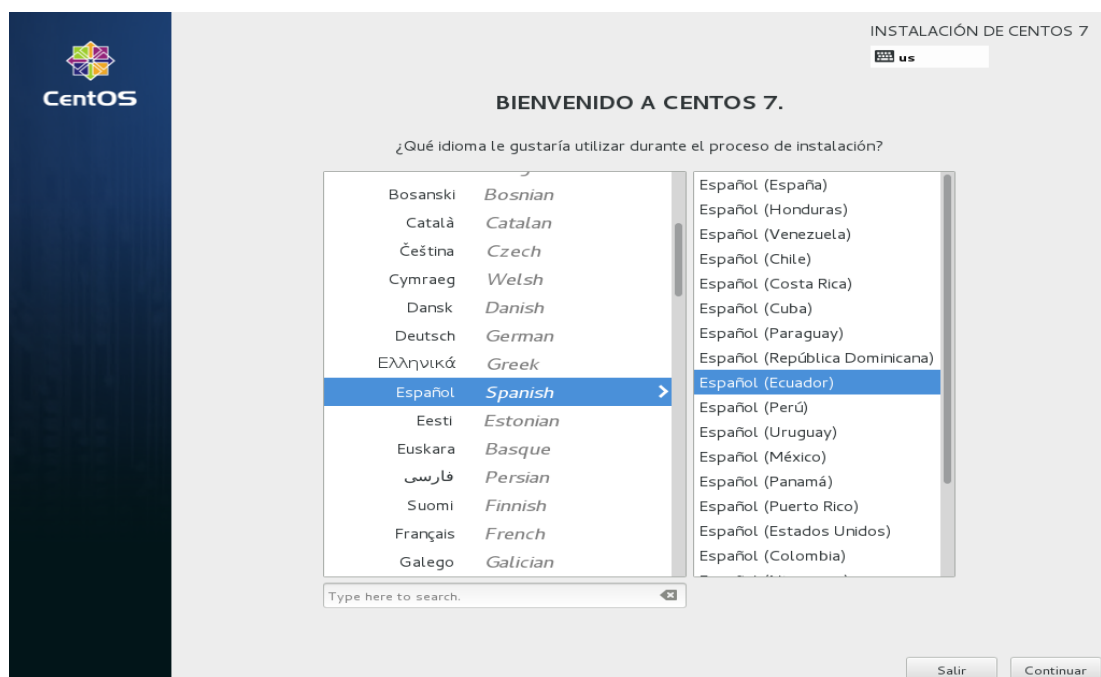 INSTALACIÓN DE CENTOS 7
us
CentOS
BIENVENIDO A CENTOS 7.
¿Qué idioma le gustaría utilizar durante el proceso de instalación?
Bosanski Bosnian
Català Catalan
Čeština Czech
Cymraeg Welsh
Dansk Danish
Deutsch German
Ελληνικά Greek
Español Spanish
Eesti Estonian
Euskara Basque
فارسی Persian
Suomi Finnish
Français French
Galego Galician
Español (España)
Español (Honduras)
Español (Venezuela)
Español (Chile)
Español (Costa Rica)
Español (Cuba)
Español (Paraguay)
Español (República Dominicana)
Español (Ecuador)
Español (Perú)
Español (Uruguay)
Español (México)
Español (Panamá)
Español (Puerto Rico)
Español (Estados Unidos)
Español (Colombia)
Type here to search.
Salir
Continuar